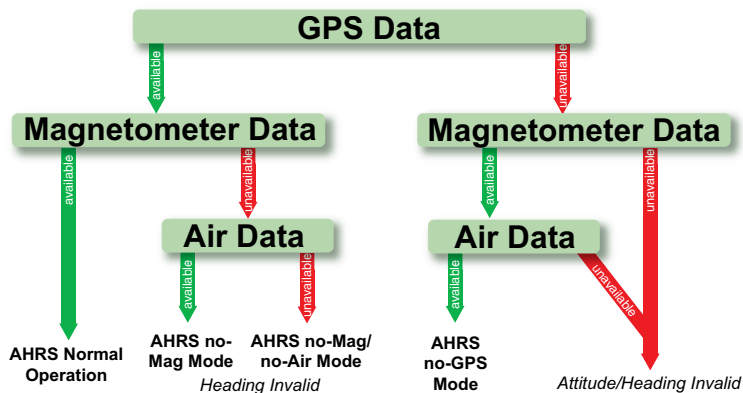 GPS Data
available
unavailable
Magnetometer Data
Magnetometer Data
available
unavailable
available
unavailable
Air Data
Air Data
available
unavailable
available
unavailable
AHRS Normal
Operation
AHRS no-
Mag Mode
AHRS no-Mag/
no-Air Mode
Heading Invalid
AHRS
no-GPS
Mode
Attitude/Heading Invalid